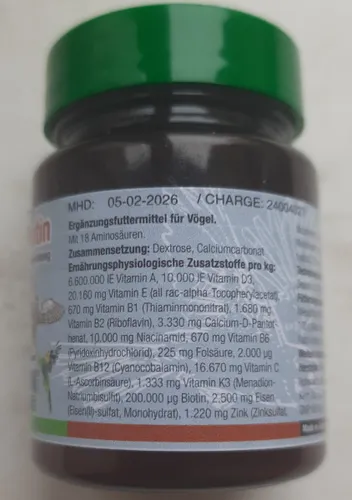 MHD: 05-02-2026 / CHARGE:
Ergänzungsfuttermittel für Vögel.
Mit 18 Aminosäuren.
Zusammensetzung: Dextrose, Calciumcarbonat.
Ernährungsphysiologische Zusatzstoffe pro kg:
6.600.000 IE Vitamin A, 10.000 IE Vitamin D3,
20.160 mg Vitamin E (all rac-alpha-Tocopherylacetat),
670 mg Vitamin B1 (Thiaminmononitrat), 1.680 mg
Vitamin B2 (Riboflavin), 3.330 mg Calcium-D-Pantot-
henat, 10.000 mg Niacinamid, 670 mg Vitamin B6
(Pyridoxinhydrochlorid), 225 mg Folsäure, 2.000 µg
Vitamin B12 (Cyanocobalamin), 16.670 mg Vitamin C
(L-Ascorbinsäure), 1.333 mg Vitamin K3 (Menadion-
Natriumbisulfit), 200.000 µg Biotin, 2.500 mg Eisen
(Eisen(II)-sulfat, Monohydrat), 1.220 mg Zink (Zinksulfat,